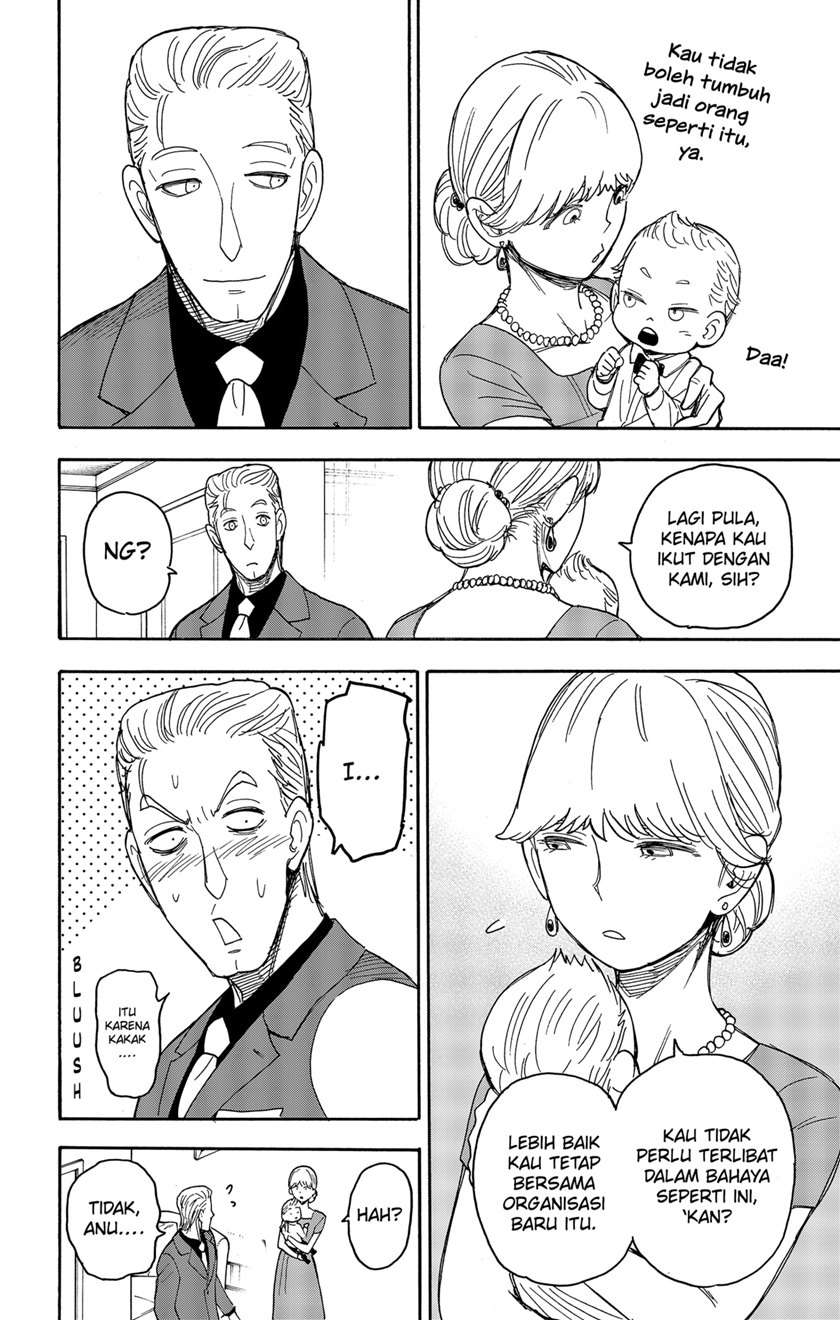 Kau tidak
boleh tumbuh
jadi orang
seperti itu,
ya.
Daa!
LAGI PULA,
KENAPA KAU
IKUT DENGAN
KAMI, SIH?
NG?
KAU TIDAK
PERLU TERLIBAT
DALAM BAHAYA
SEPERTI INI,
'KAN?
LEBIH BAIK
KAU TETAP
BERSAMA
ORGANISASI
BARU ITU.
I...
ITU
KARENA
KAKAK
....
BLUUSH
HAH?
TIDAK,
ANU....